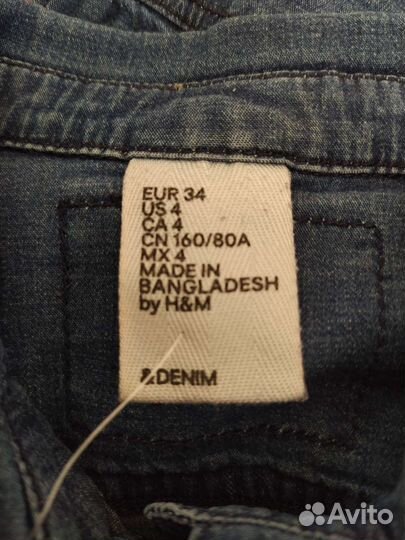 EUR 34
US 4
CA 4
CN 160/80A
MX 4
MADE IN
BANGLADESH
by H&M
&DENIM
Avito